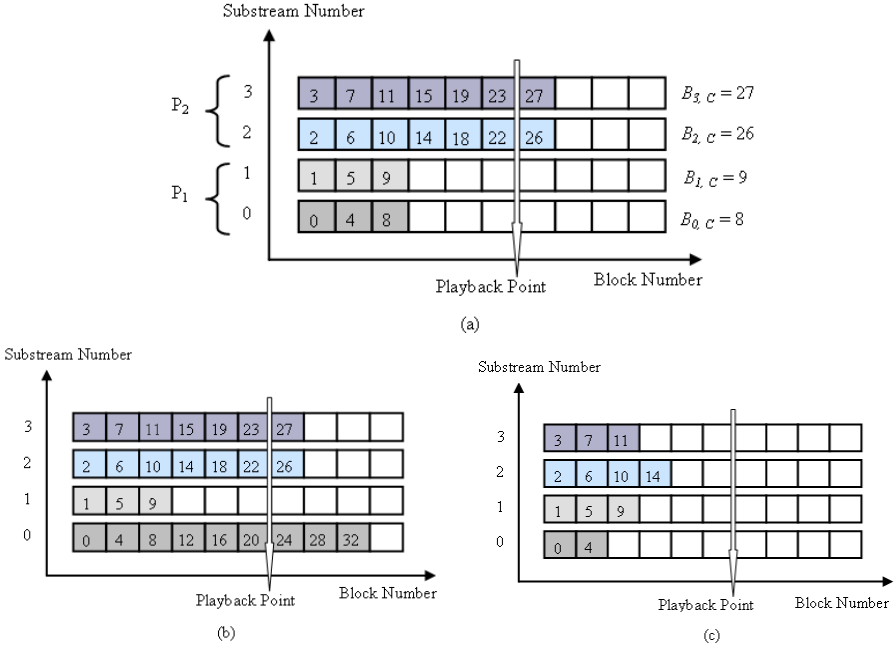 Substream Number
P2
3
3 7 11 15 19 23 27
B3, C = 27
2
2 6 10 14 18 22 26
B2, C = 26
P1
1
1 5 9
B1, C = 9
0
0 4 8
B0, C = 8
Playback Point
Block Number
(a)
Substream Number
3
3 7 11 15 19 23 27
2
2 6 10 14 18 22 26
1
1 5 9
0
0 4 8 12 16 20 24 28 32
Playback Point
Block Number
(b)
Substream Number
3
3 7 11
2
2 6 10 14
1
1 5 9
0
0 4
Playback Point
Block Number
(c)